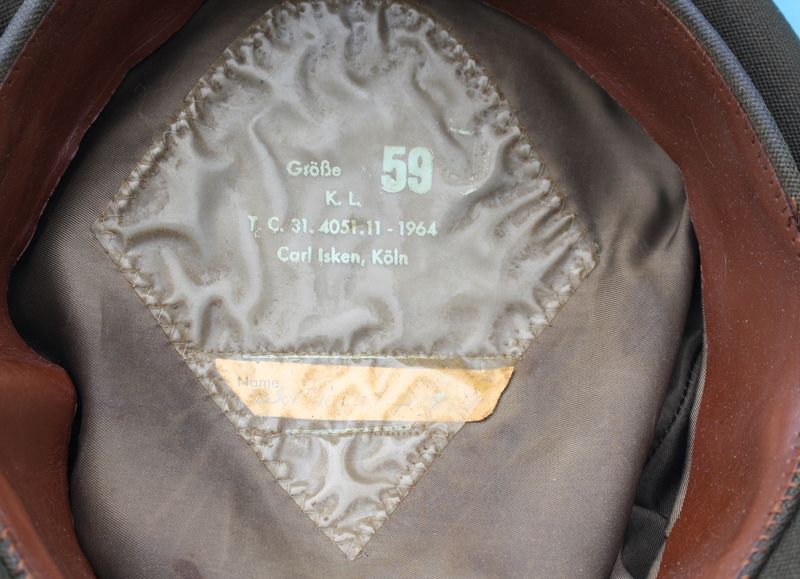 Größe 59
K. L.
T. Ç. 31. 4051.11 - 1964
Carl Isken, Köln
Name